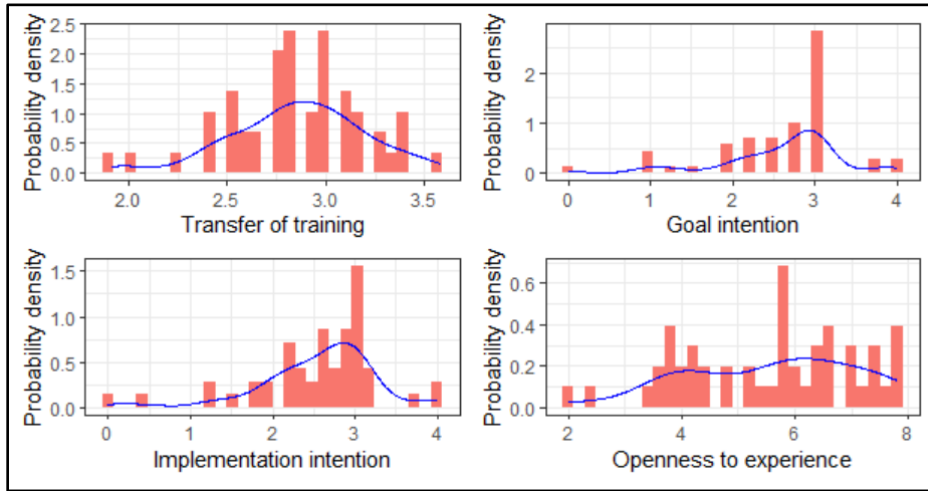 Probability density
2.5
2.0
1.5
1.0
0.5
0.0
2.0 2.5 3.0 3.5
Transfer of training
Probability density
2
1
0
0 1 2 3 4
Goal intention
Probability density
1.5
1.0
0.5
0.0
0 1 2 3 4
Implementation intention
Probability density
0.6
0.4
0.2
0.0
2 4 6 8
Openness to experience